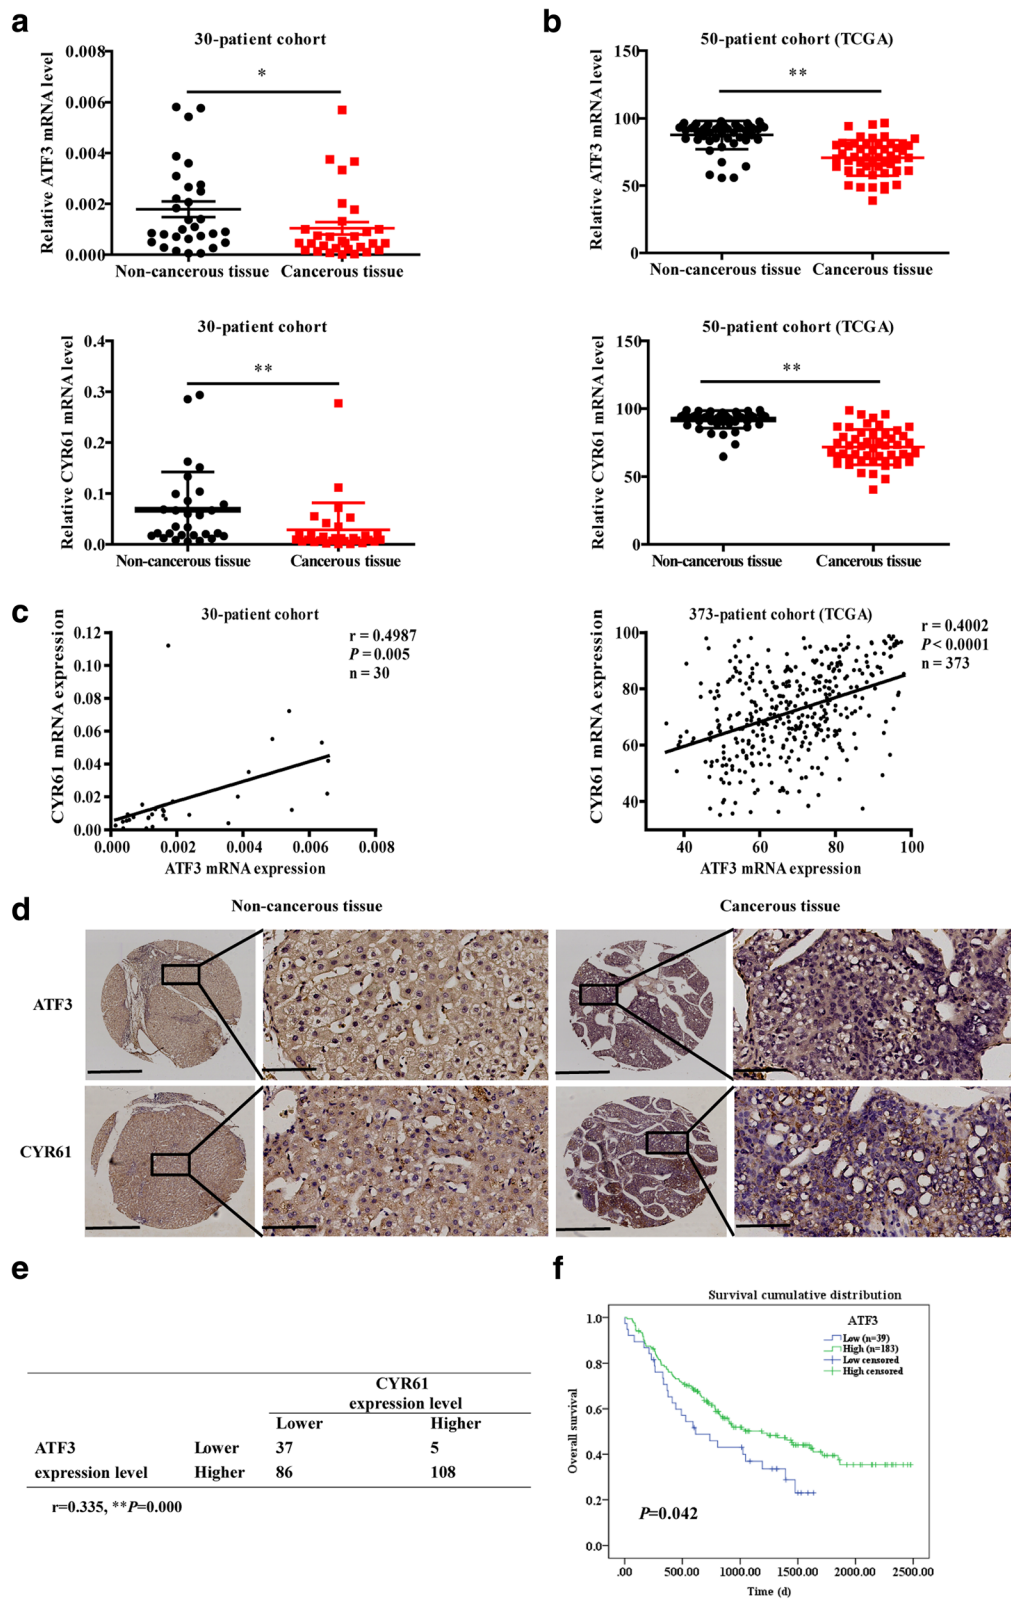 a
30-patient cohort
Relative ATF3 mRNA level
0.008
0.006
0.004
0.002
0.000
*
Non-cancerous tissue
Cancerous tissue
b
50-patient cohort (TCGA)
Relative ATF3 mRNA level
150
100
50
0
**
Non-cancerous tissue
Cancerous tissue
30-patient cohort
Relative CYR61 mRNA level
0.4
0.3
0.2
0.1
0.0
**
Non-cancerous tissue
Cancerous tissue
50-patient cohort (TCGA)
Relative CYR61 mRNA level
150
100
50
0
**
Non-cancerous tissue
Cancerous tissue
c
30-patient cohort
CYR61 mRNA expression
0.12
0.10
0.08
0.06
0.04
0.02
0.00
r = 0.4987
P = 0.005
n = 30
0.000 0.002 0.004 0.006 0.008
ATF3 mRNA expression
373-patient cohort (TCGA)
CYR61 mRNA expression
100
80
60
40
r = 0.4002
P < 0.0001
n = 373
40 60 80 100
ATF3 mRNA expression
d
Non-cancerous tissue
Cancerous tissue
ATF3
CYR61
e
CYR61
expression level
Lower Higher
ATF3 Lower 37 5
expression level Higher 86 108
r=0.335, **P=0.000
f
Survival cumulative distribution
Overall survival
1.0
0.8
0.6
0.4
0.2
0.0
ATF3
Low (n=39)
High (n=183)
Low censored
High censored
P=0.042
.00 500.00 1000.00 1500.00 2000.00 2500.00
Time (d)